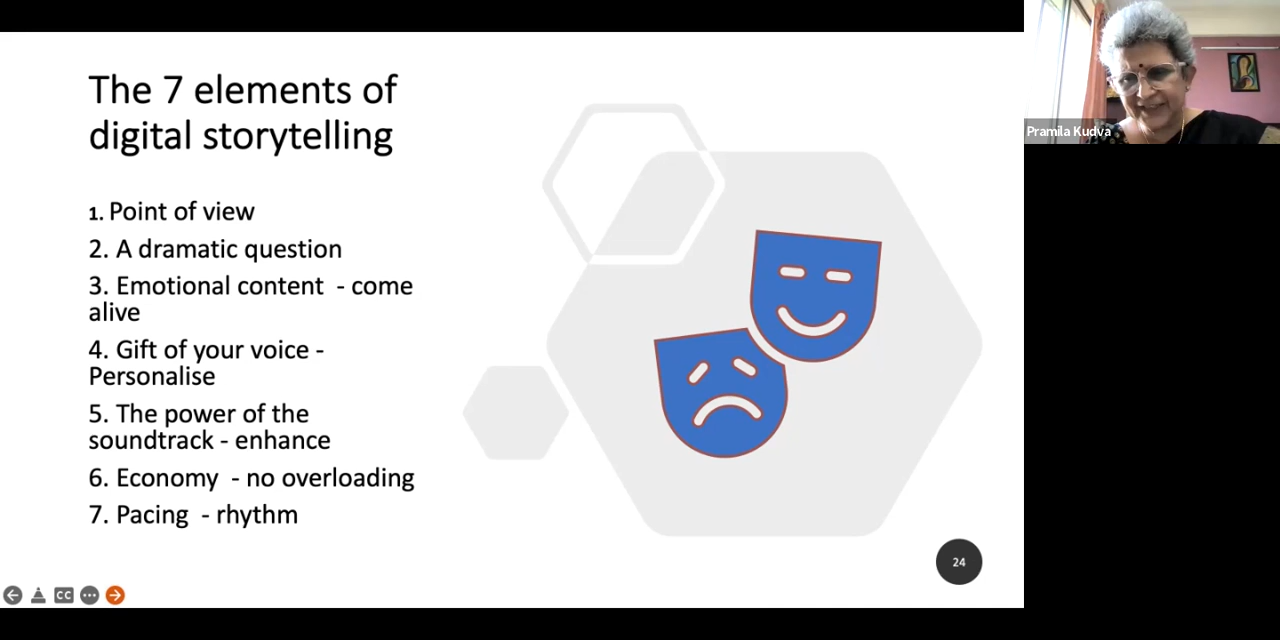 The 7 elements of
digital storytelling
1. Point of view
2. A dramatic question
3. Emotional content  - come
alive
4. Gift of your voice -
Personalise
5. The power of the
soundtrack - enhance
6. Economy  - no overloading
7. Pacing  - rhythm
24
CC
Pramila Kudva